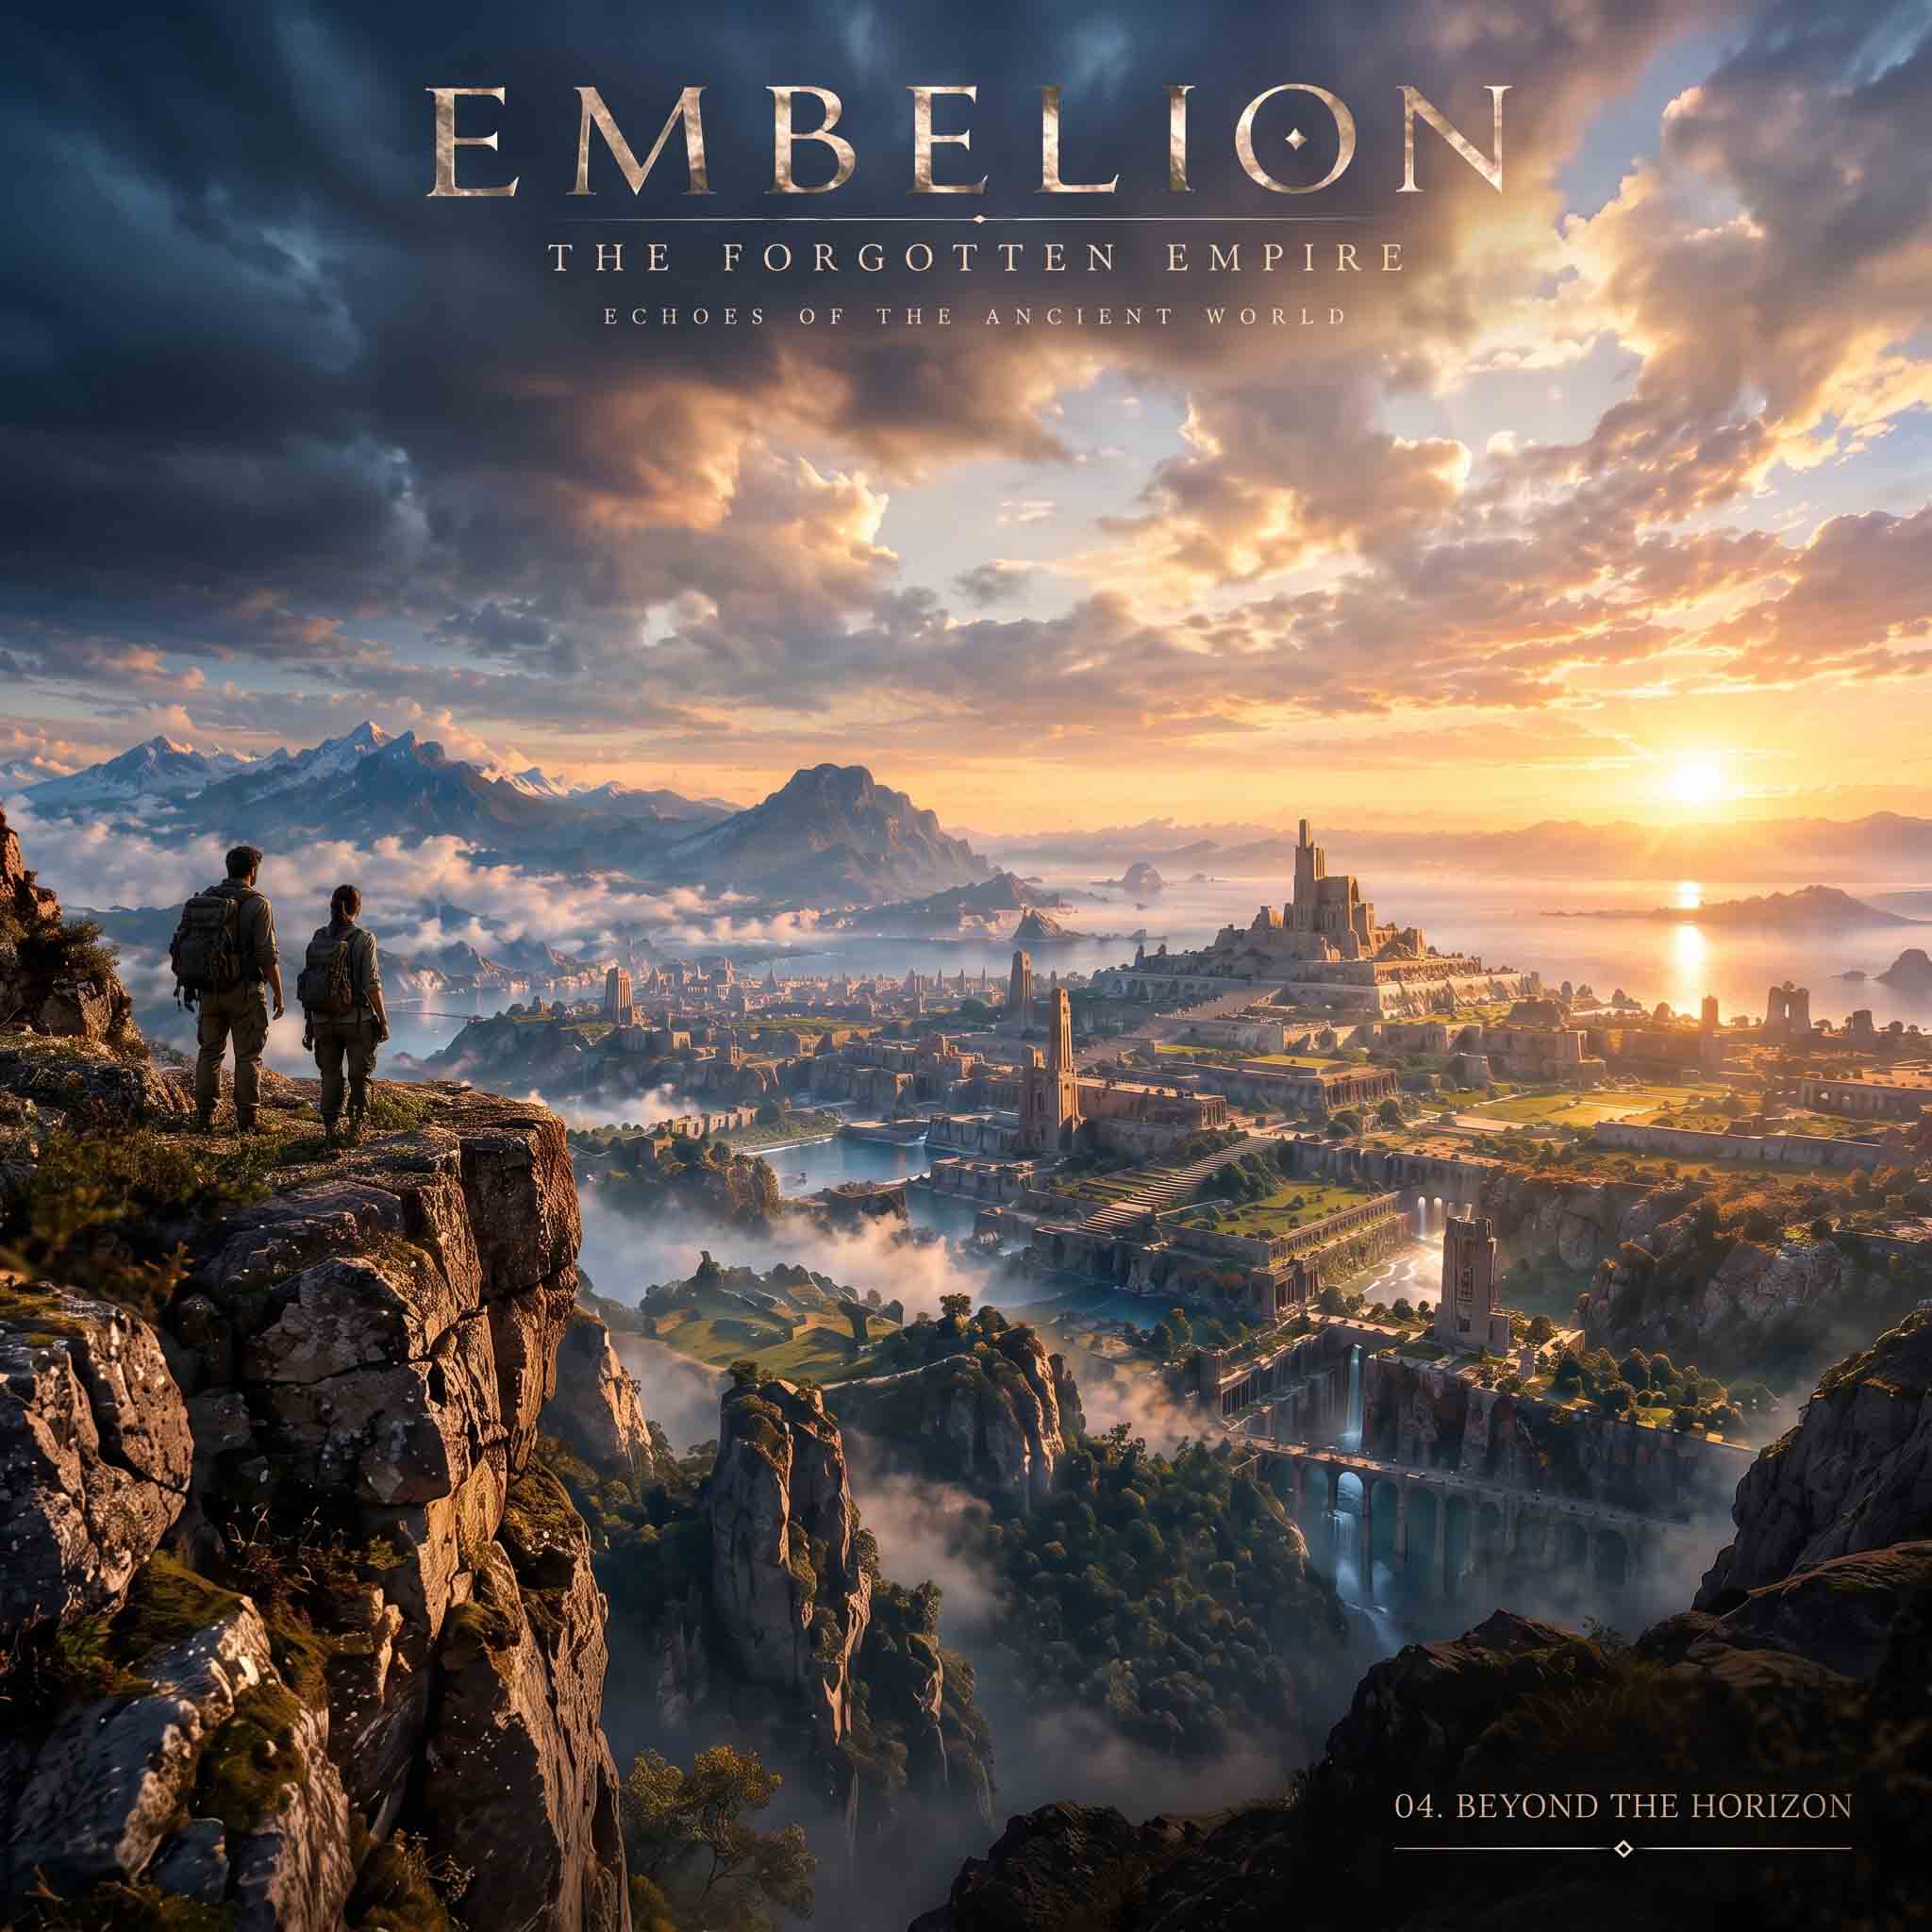 EMBELION
THE FORGOTTEN EMPIRE
ECHOES OF THE ANCIENT WORLD
04. BEYOND THE HORIZON